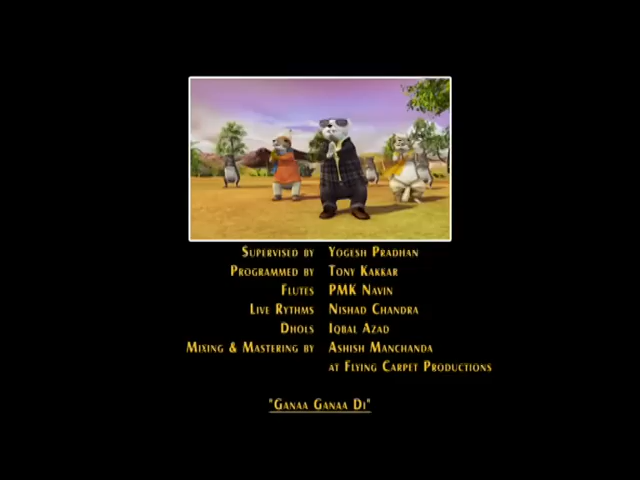 Supervised by Yogesh Pradhan
Programmed by Tony Kakkar
Flutes PMK Navin
Live Rythms Nishad Chandra
Dhols Iqbal Azad
Mixing & Mastering by Ashish Manchanda
at Flying Carpet Productions
"Ganaa Ganaa Di"